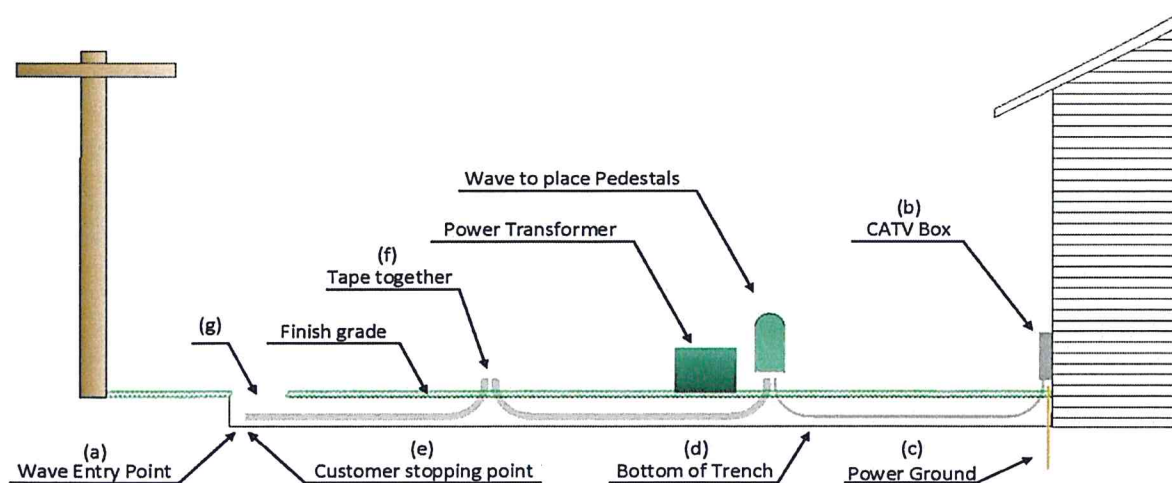 Wave to place Pedestals
(b)
CATV Box
Power Transformer
(f)
Tape together
(g)
Finish grade
(a)
Wave Entry Point
(e)
Customer stopping point
(d)
Bottom of Trench
(c)
Power Ground